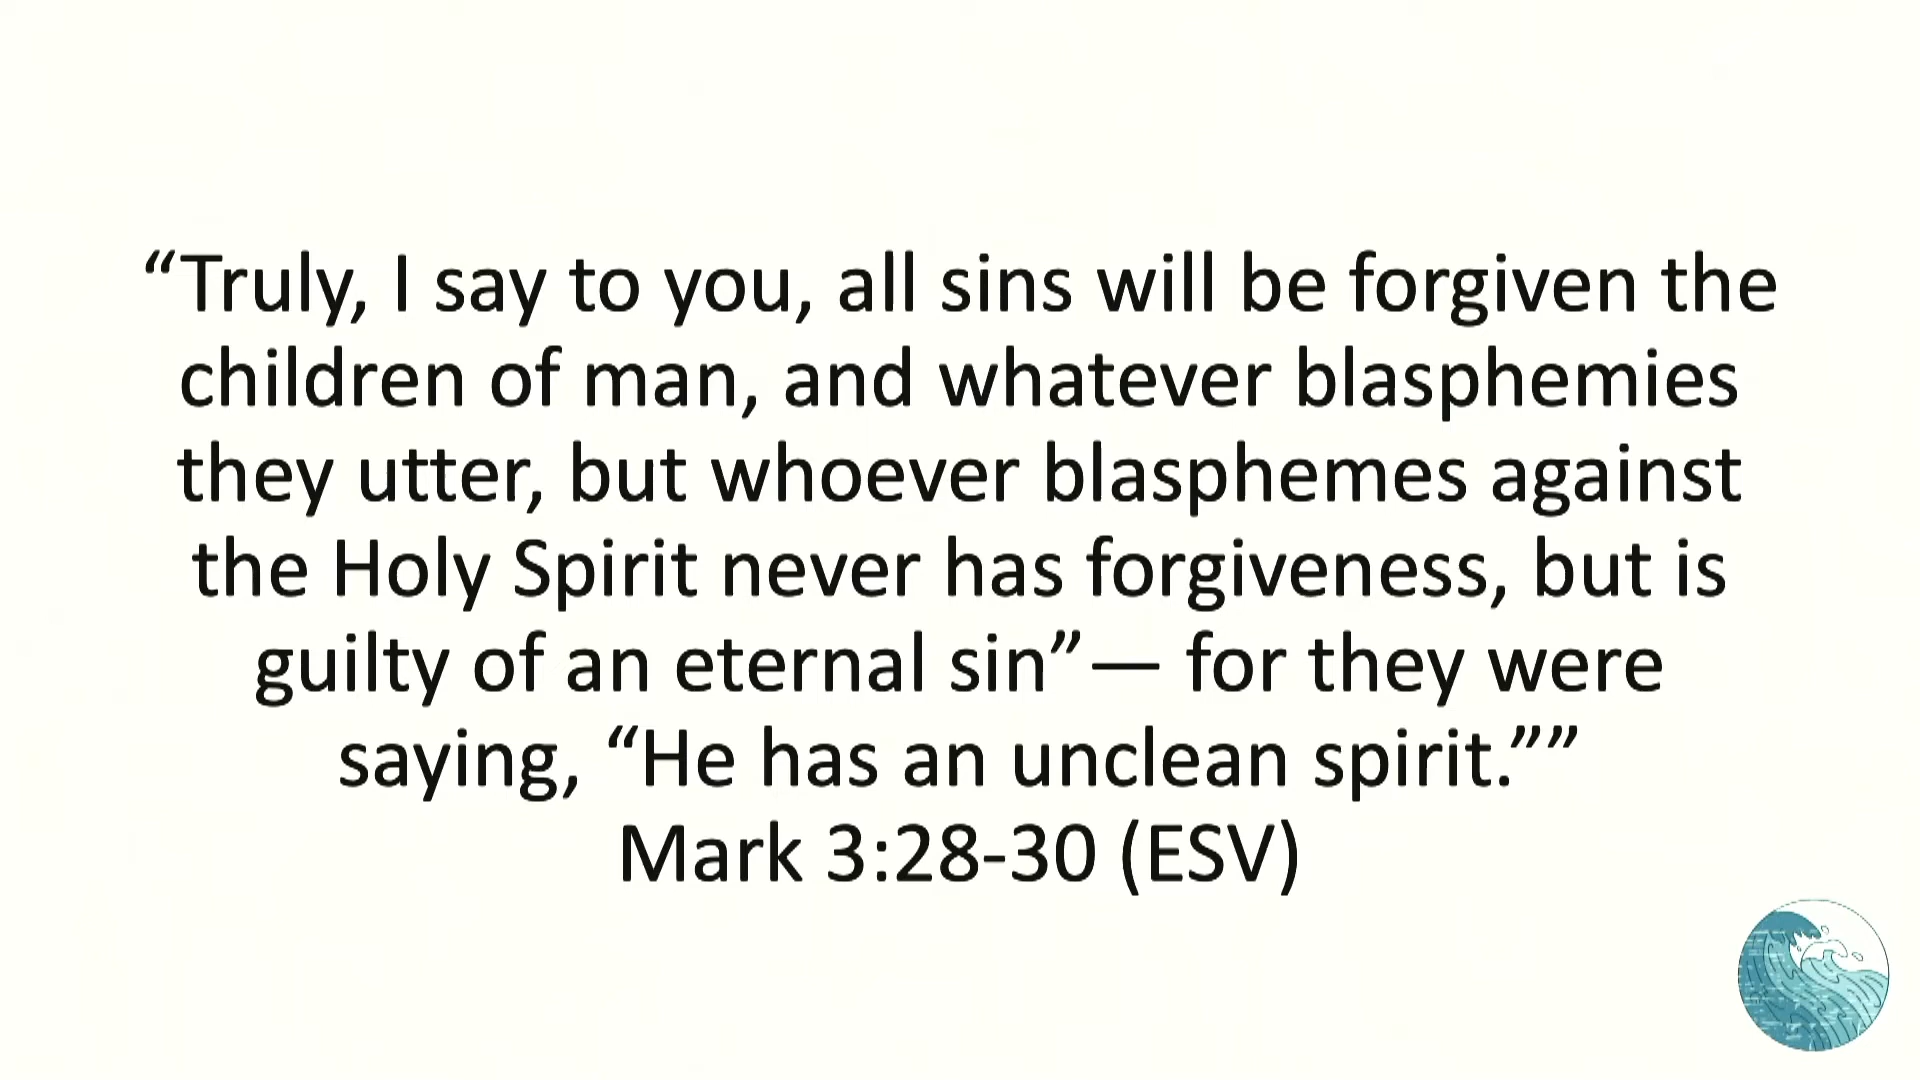 “Truly, I say to you, all sins will be forgiven the
children of man, and whatever blasphemies
they utter, but whoever blasphemes against
the Holy Spirit never has forgiveness, but is
guilty of an eternal sin”— for they were
saying, “He has an unclean spirit.””
Mark 3:28-30 (ESV)